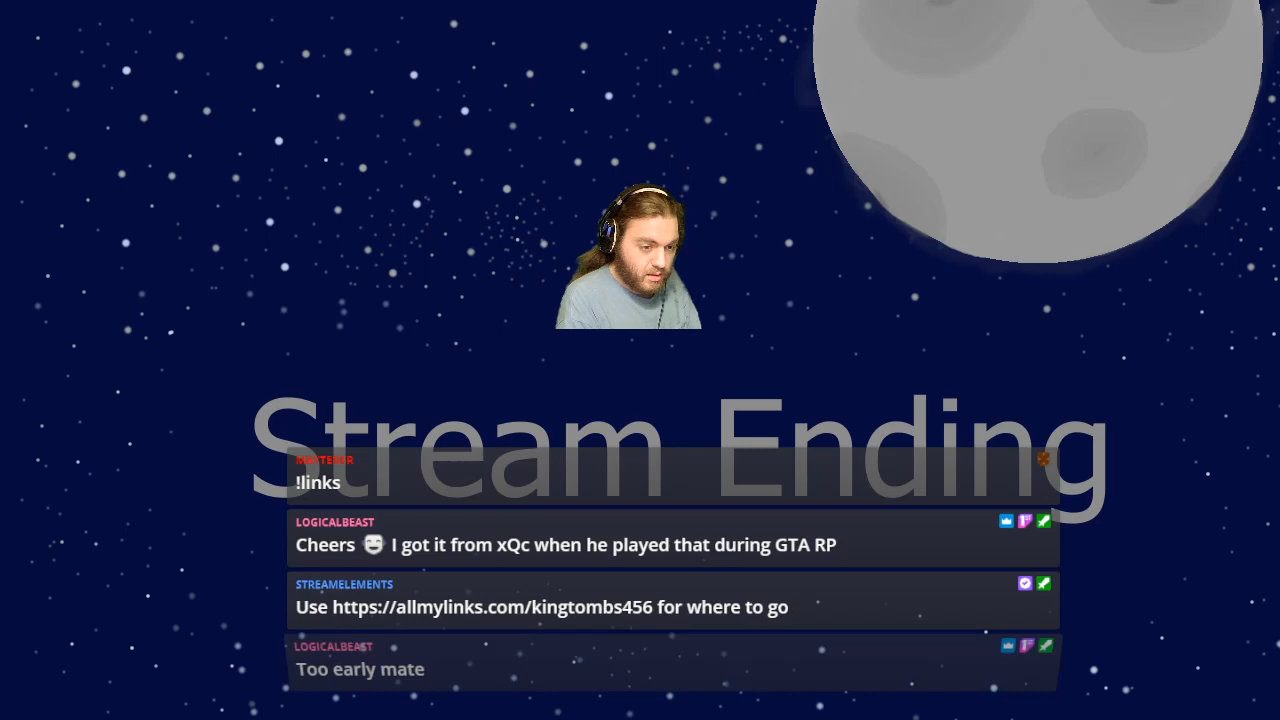 Stream Ending
MAYTENER
!links
LOGICALBEAST
Cheers I got it from xQc when he played that during GTA RP
STREAMELEMENTS
Use https://allmylinks.com/kingtombs456 for where to go
LOGICALBEAST
Too early mate